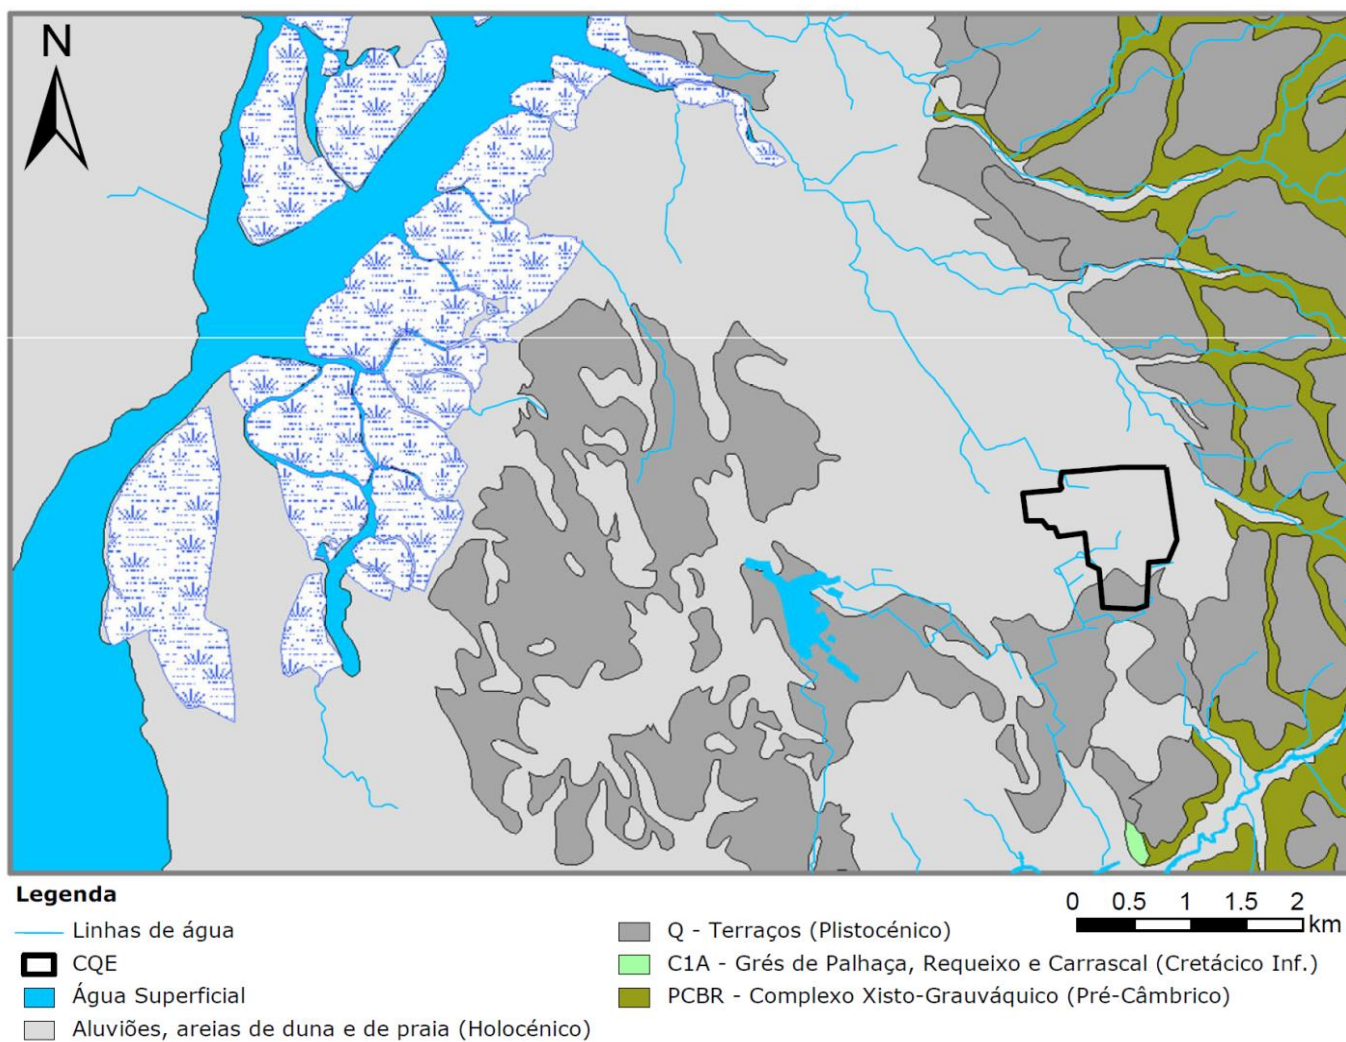 N
Legenda
Linhas de água
CQE
Água Superficial
Aluviões, areias de duna e de praia (Holocénico)
Q - Terraços (Plistocénico)
C1A - Grés de Palhaça, Requeixo e Carrascal (Cretácico Inf.)
PCBR - Complexo Xisto-Grauváquico (Pré-Câmbrico)
0 0.5 1 1.5 2
km